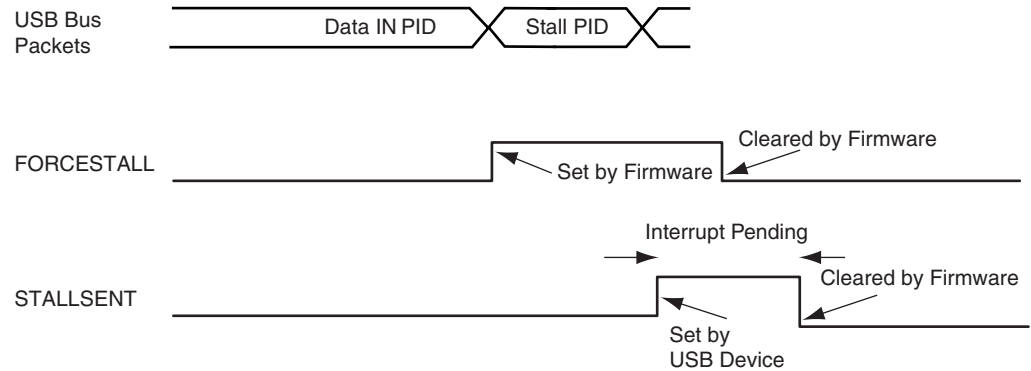 USB Bus
Packets
Data IN PID
Stall PID
FORCESTALL
Set by Firmware
Cleared by Firmware
Interrupt Pending
STALLSENT
Set by
USB Device
Cleared by Firmware